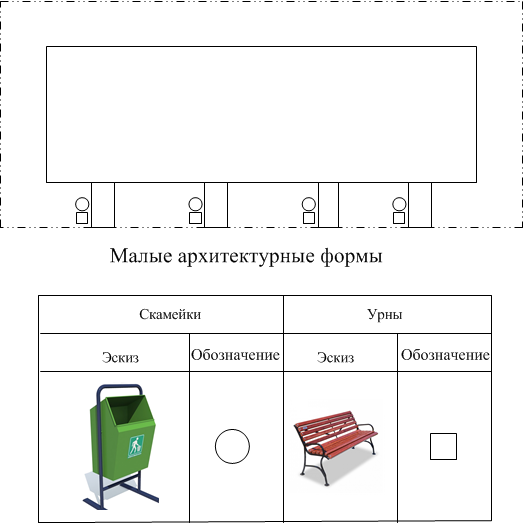 Малые архитектурные формы
Скамейки Урны
Эскиз Обозначение Эскиз Обозначение